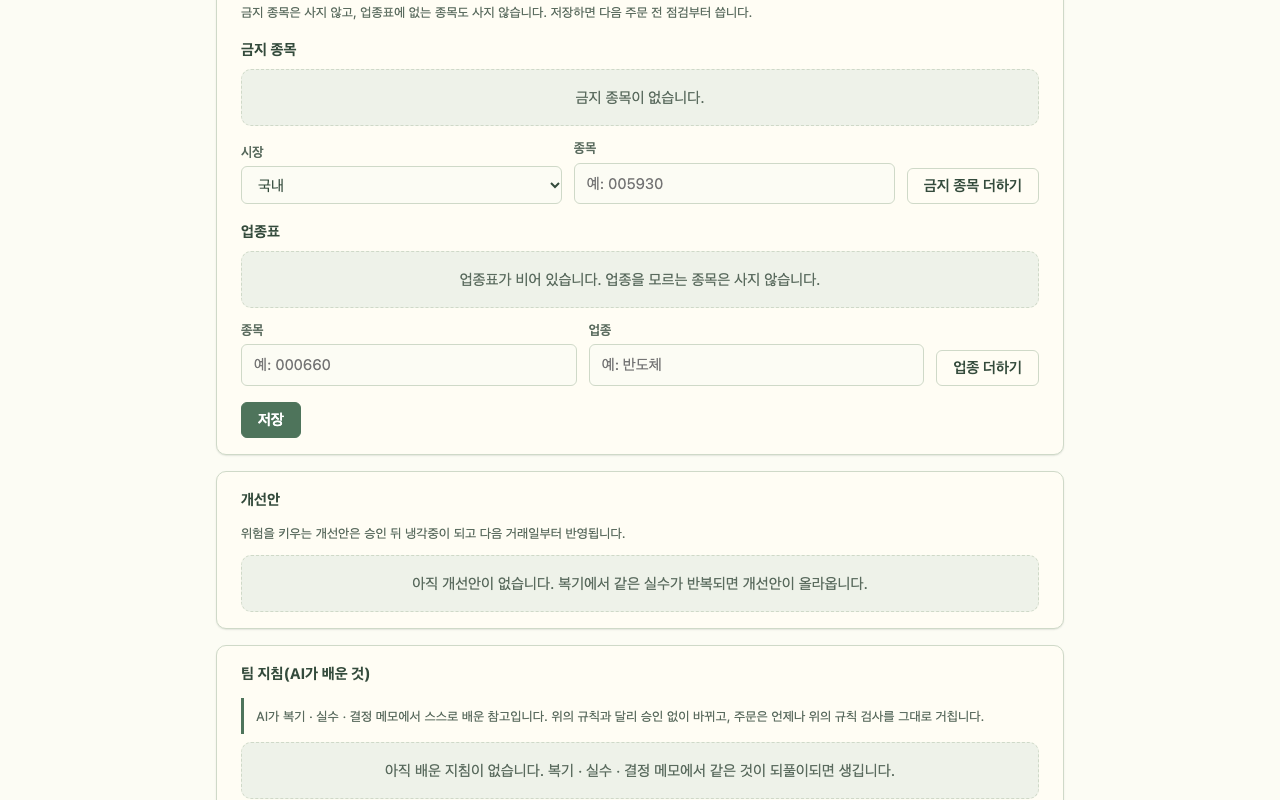 금지 종목은 사지 않고, 업종표에 없는 종목도 사지 않습니다. 저장하면 다음 주문 전 점검부터 씁니다.
금지 종목
금지 종목이 없습니다.
시장
종목
국내
예: 005930
금지 종목 더하기
업종표
업종표가 비어 있습니다. 업종을 모르는 종목은 사지 않습니다.
종목
업종
예: 000660
예: 반도체
업종 더하기
저장
개선안
위험을 키우는 개선안은 승인 뒤 냉각중이 되고 다음 거래일부터 반영됩니다.
아직 개선안이 없습니다. 복기에서 같은 실수가 반복되면 개선안이 올라옵니다.
팀 지침(AI가 배운 것)
AI가 복기 · 실수 · 결정 메모에서 스스로 배운 참고입니다. 위의 규칙과 달리 승인 없이 바뀌고, 주문은 언제나 위의 규칙 검사를 그대로 거칩니다.
아직 배운 지침이 없습니다. 복기 · 실수 · 결정 메모에서 같은 것이 되풀이되면 생깁니다.